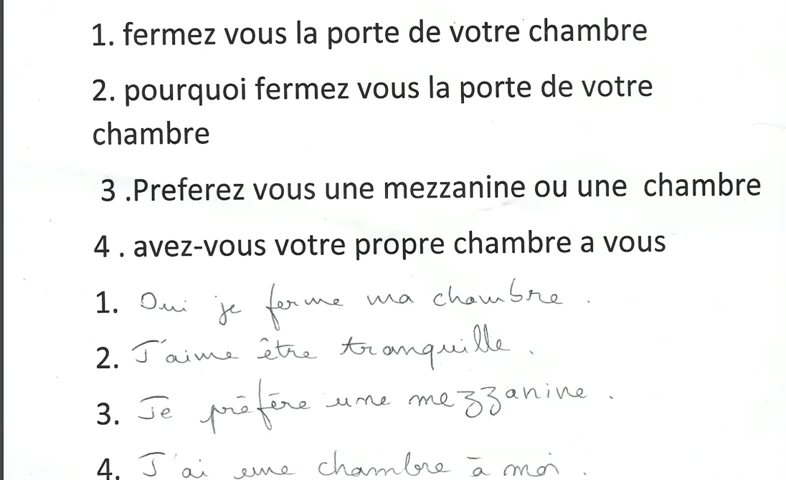 1. fermez vous la porte de votre chambre
2. pourquoi fermez vous la porte de votre
chambre
3 .Preferez vous une mezzanine ou une  chambre
4 . avez-vous votre propre chambre a vous
1. Oui je ferme ma chambre .
2. J'aime être tranquille .
3. Je préfère une mezzanine .
4. J'ai une chambre à moi .